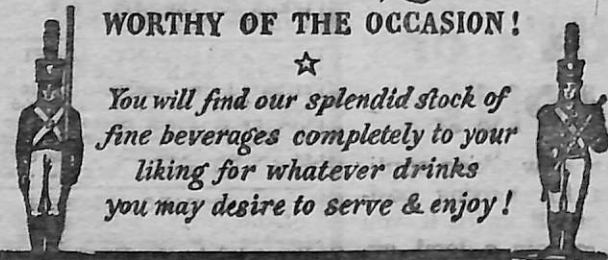 WORTHY OF THE OCCASION!
You will find our splendid stock of
fine beverages completely to your
liking for whatever drinks
you may desire to serve & enjoy!